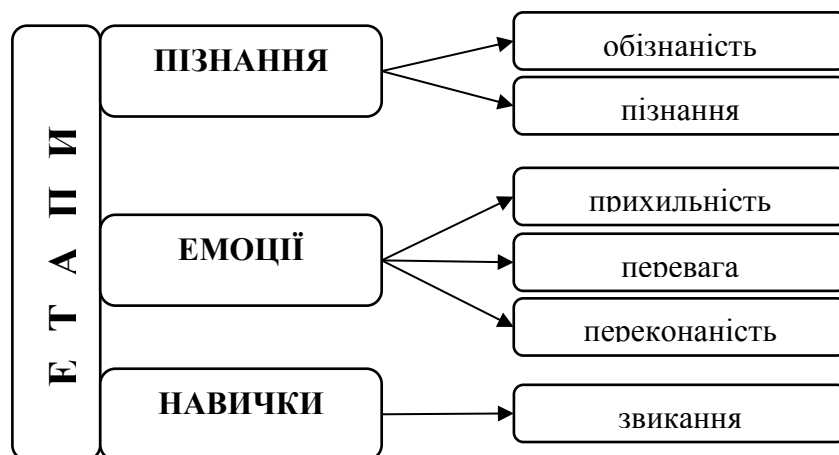 ЕТАПИ
ПІЗНАННЯ
обізнаність
пізнання
ЕМОЦІЇ
прихильність
перевага
переконаність
НАВИЧКИ
звикання